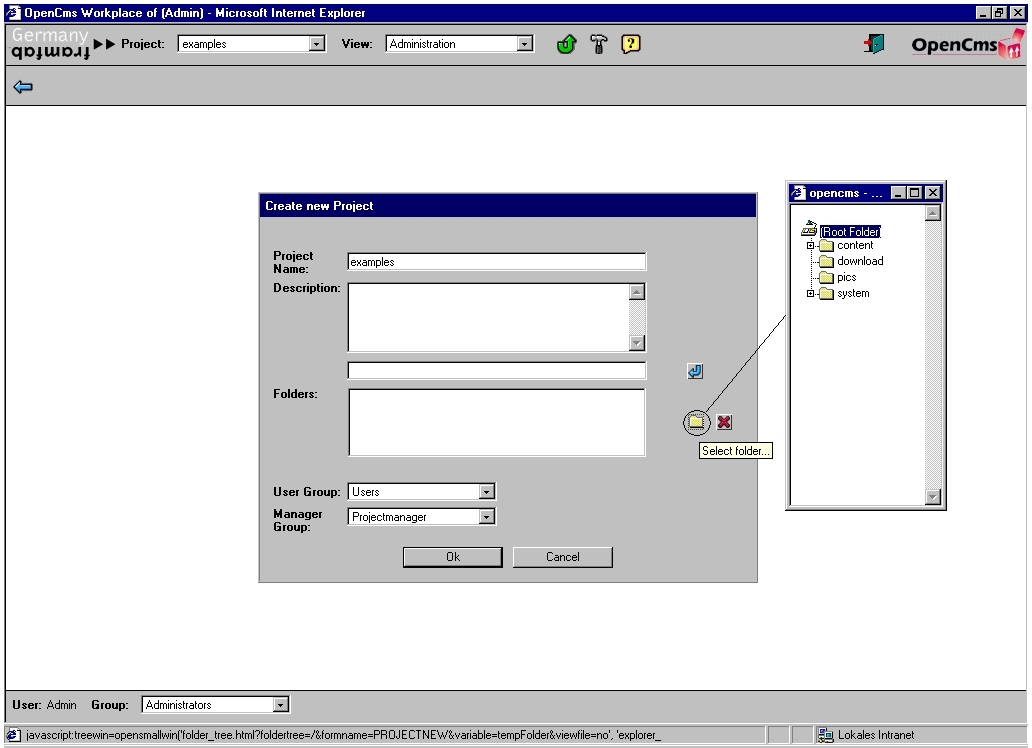 OpenCms Workplace of (Admin) - Microsoft Internet Explorer
Germany
framfab
Project: examples View: Administration
OpenCms
Create new Project
opencms - ...
(Root Folder)
content
download
pics
system
Project Name: examples
Description:
Folders:
Select folder...
User Group: Users
Manager Group: Projectmanager
Ok Cancel
User: Admin Group: Administrators
javascript:treewin=opensmallwin('folder_tree.html?foldertree=/&formname=PROJECTNEW&variable=tempFolder&viewfile=no', 'explorer_ Lokales Intranet